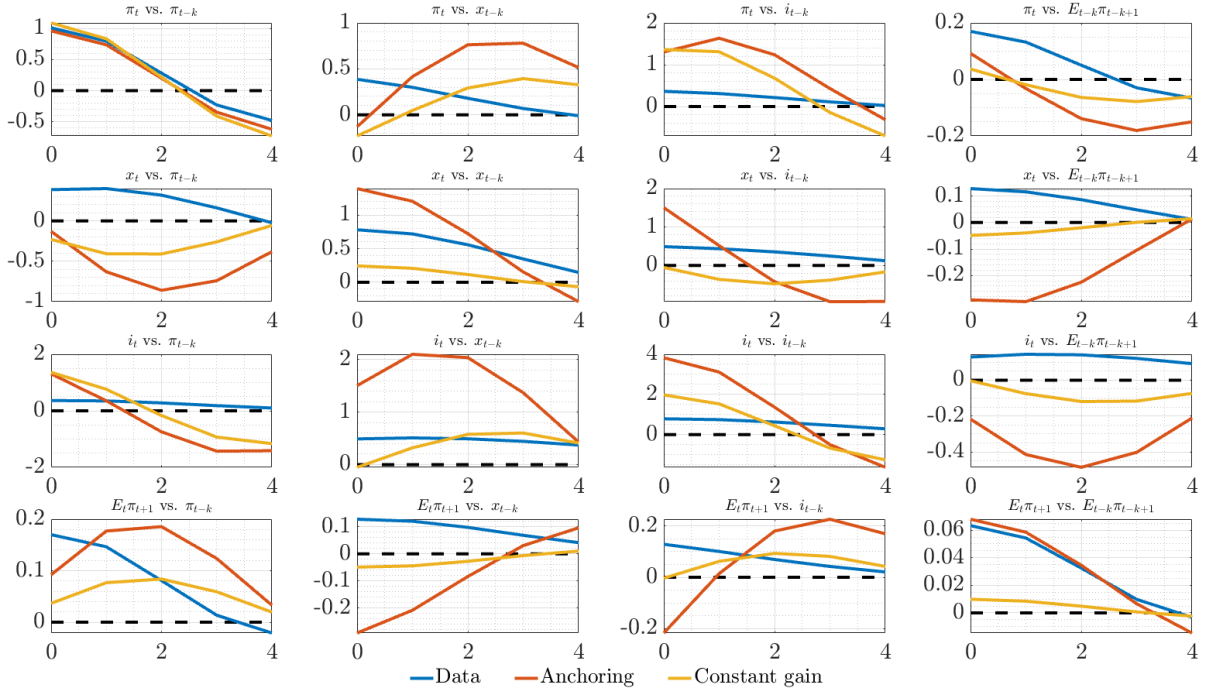 π_t vs. π_{t−k}
1
0.5
0
-0.5
0 2 4
π_t vs. x_{t−k}
1
0.5
0
0 2 4
π_t vs. i_{t−k}
2
1
0
0 2 4
π_t vs. E_{t−k}π_{t−k+1}
0.2
0
-0.2
0 2 4
x_t vs. π_{t−k}
0
-0.5
-1
0 2 4
x_t vs. x_{t−k}
1
0.5
0
0 2 4
x_t vs. i_{t−k}
2
1
0
0 2 4
x_t vs. E_{t−k}π_{t−k+1}
0.1
0
-0.1
-0.2
0 2 4
i_t vs. π_{t−k}
2
0
-2
0 2 4
i_t vs. x_{t−k}
2
1
0
0 2 4
i_t vs. i_{t−k}
4
2
0
0 2 4
i_t vs. E_{t−k}π_{t−k+1}
0
-0.2
-0.4
0 2 4
E_tπ_{t+1} vs. π_{t−k}
0.2
0.1
0
0 2 4
E_tπ_{t+1} vs. x_{t−k}
0.1
0
-0.1
-0.2
0 2 4
E_tπ_{t+1} vs. i_{t−k}
0.2
0
-0.2
0 2 4
E_tπ_{t+1} vs. E_{t−k}π_{t−k+1}
0.06
0.04
0.02
0
0 2 4
Data Anchoring Constant gain